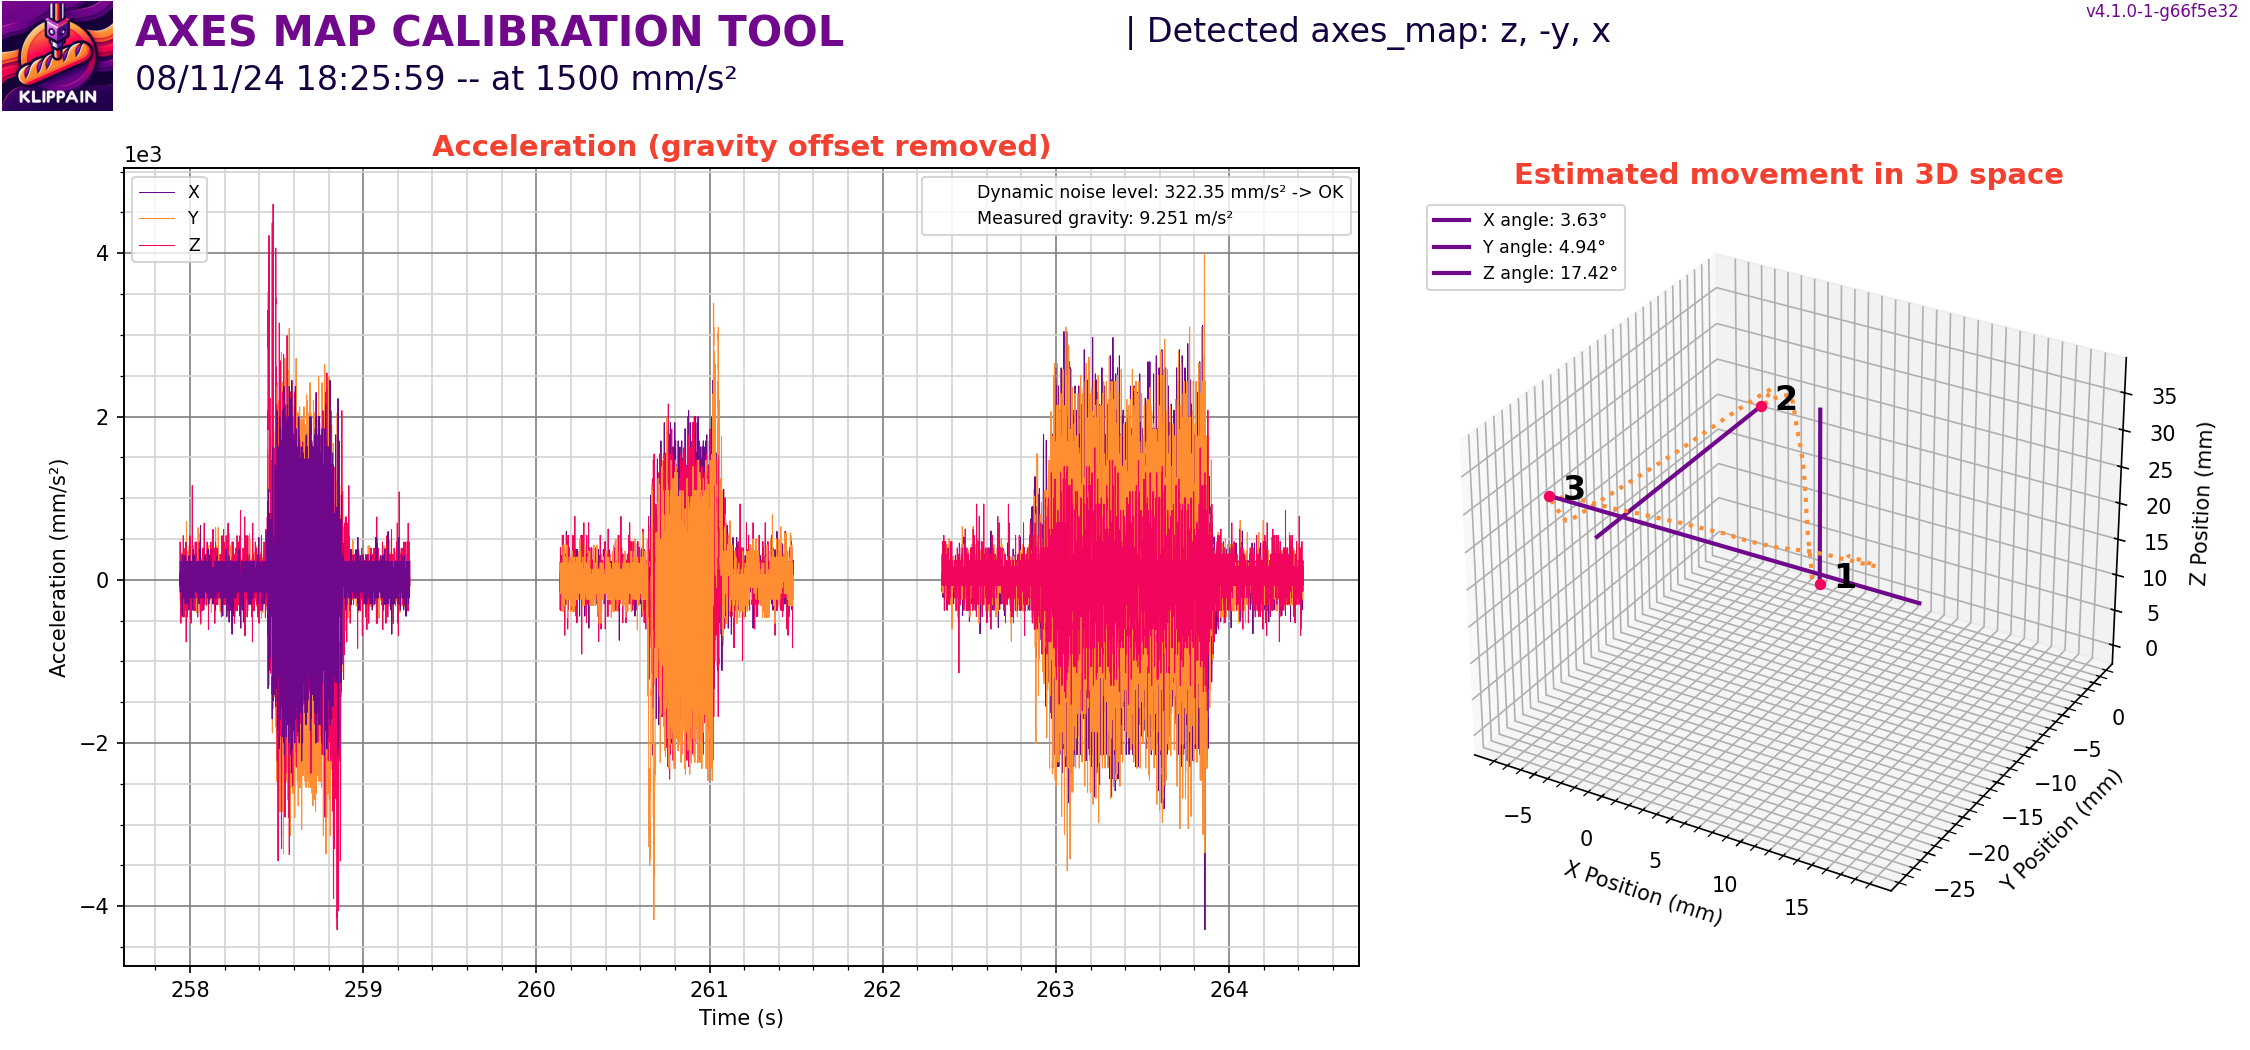 KLIPPAIN
AXES MAP CALIBRATION TOOL
08/11/24 18:25:59 -- at 1500 mm/s²
| Detected axes_map: z, -y, x
v4.1.0-1-g66f5e32
Acceleration (gravity offset removed)
1e3
X
Y
Z
Dynamic noise level: 322.35 mm/s² -> OK
Measured gravity: 9.251 m/s²
4
2
0
−2
−4
Acceleration (mm/s²)
258 259 260 261 262 263 264
Time (s)
Estimated movement in 3D space
X angle: 3.63°
Y angle: 4.94°
Z angle: 17.42°
2
3
1
35
30
25
20
15
10
5
0
Z Position (mm)
0
−5
−10
−15
−20
−25
Y Position (mm)
−5
0
5
10
15
X Position (mm)